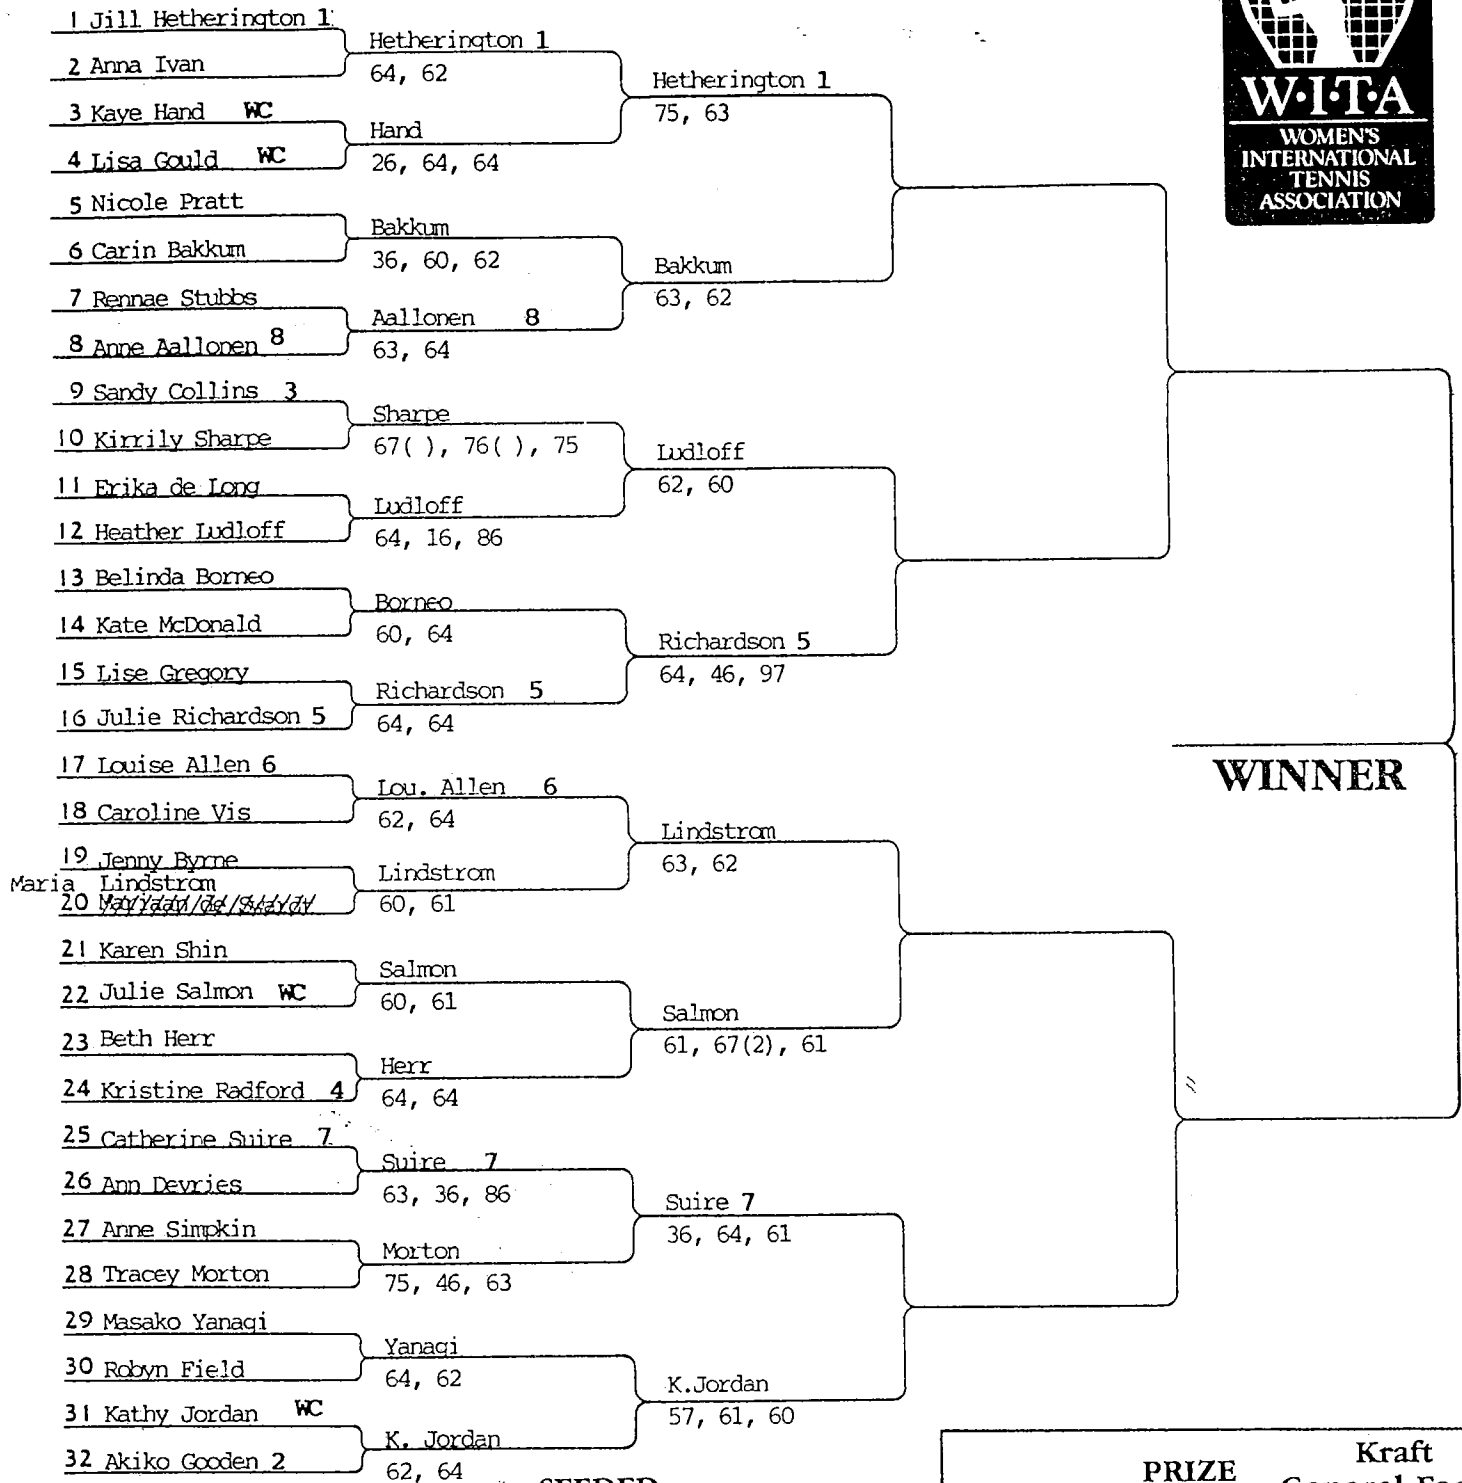 1 Jill Hetherington 1
2 Anna Ivan
3 Kaye Hand WC
4 Lisa Gould WC
5 Nicole Pratt
6 Carin Bakkum
7 Rennae Stubbs
8 Anne Aallonen 8
9 Sandy Collins 3
10 Kirrily Sharpe
11 Erika de Long
12 Heather Ludloff
13 Belinda Borneo
14 Kate McDonald
15 Lise Gregory
16 Julie Richardson 5
17 Louise Allen 6
18 Caroline Vis
19 Jenny Byrne
Maria Lindstrom
20
21 Karen Shin
22 Julie Salmon WC
23 Beth Herr
24 Kristine Radford 4
25 Catherine Suire 7
26 Ann Devries
27 Anne Simpkin
28 Tracey Morton
29 Masako Yanagi
30 Robyn Field
31 Kathy Jordan WC
32 Akiko Gooden 2
Hetherington 1
64, 62
Hand
26, 64, 64
Bakkum
36, 60, 62
Aallonen 8
63, 64
Sharpe
67( ), 76( ), 75
Ludloff
64, 16, 86
Borneo
60, 64
Richardson 5
64, 64
Lou. Allen 6
62, 64
Lindstrom
60, 61
Salmon
60, 61
Herr
64, 64
Suire 7
63, 36, 86
Morton
75, 46, 63
Yanagi
64, 62
K. Jordan
62, 64
Hetherington 1
75, 63
Bakkum
63, 62
Ludloff
62, 60
Richardson 5
64, 46, 97
Lindstrom
63, 62
Salmon
61, 67(2), 61
Suire 7
36, 64, 61
K.Jordan
57, 61, 60
W·I·T·A
WOMEN'S
INTERNATIONAL
TENNIS
ASSOCIATION
WINNER
SEEDED
PRIZE
Kraft
General